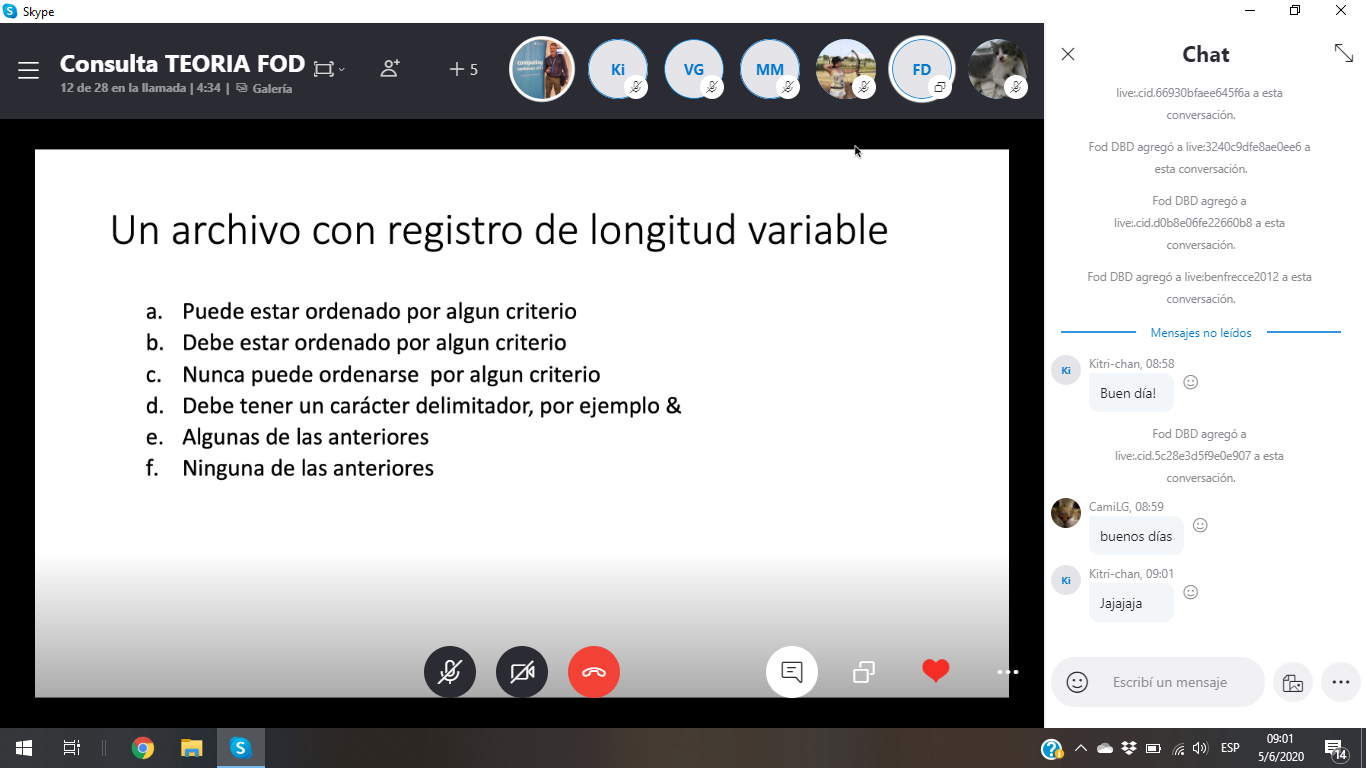 Skype
Consulta TEORIA FOD
12 de 28 en la llamada | 4:34 | Galería
+ 5
Ki
VG
MM
FD
Un archivo con registro de longitud variable
a. Puede estar ordenado por algun criterio
b. Debe estar ordenado por algun criterio
c. Nunca puede ordenarse por algun criterio
d. Debe tener un carácter delimitador, por ejemplo &
e. Algunas de las anteriores
f. Ninguna de las anteriores
Chat
live:.cid.66930bfaee645f6a a esta
conversación.
Fod DBD agregó a live:3240c9dfe8ae0ee6 a
esta conversación.
Fod DBD agregó a
live:.cid.d0b8e06fe22660b8 a esta
conversación.
Fod DBD agregó a live:benfrecce2012 a esta
conversación.
Mensajes no leídos
Ki
Kitri-chan, 08:58
Buen día!
Fod DBD agregó a
live:.cid.5c28e3d5f9e0e907 a esta
conversación.
CamiLG, 08:59
buenos días
Ki
Kitri-chan, 09:01
Jajajaja
Escribí un mensaje
ESP
09:01
5/6/2020
14